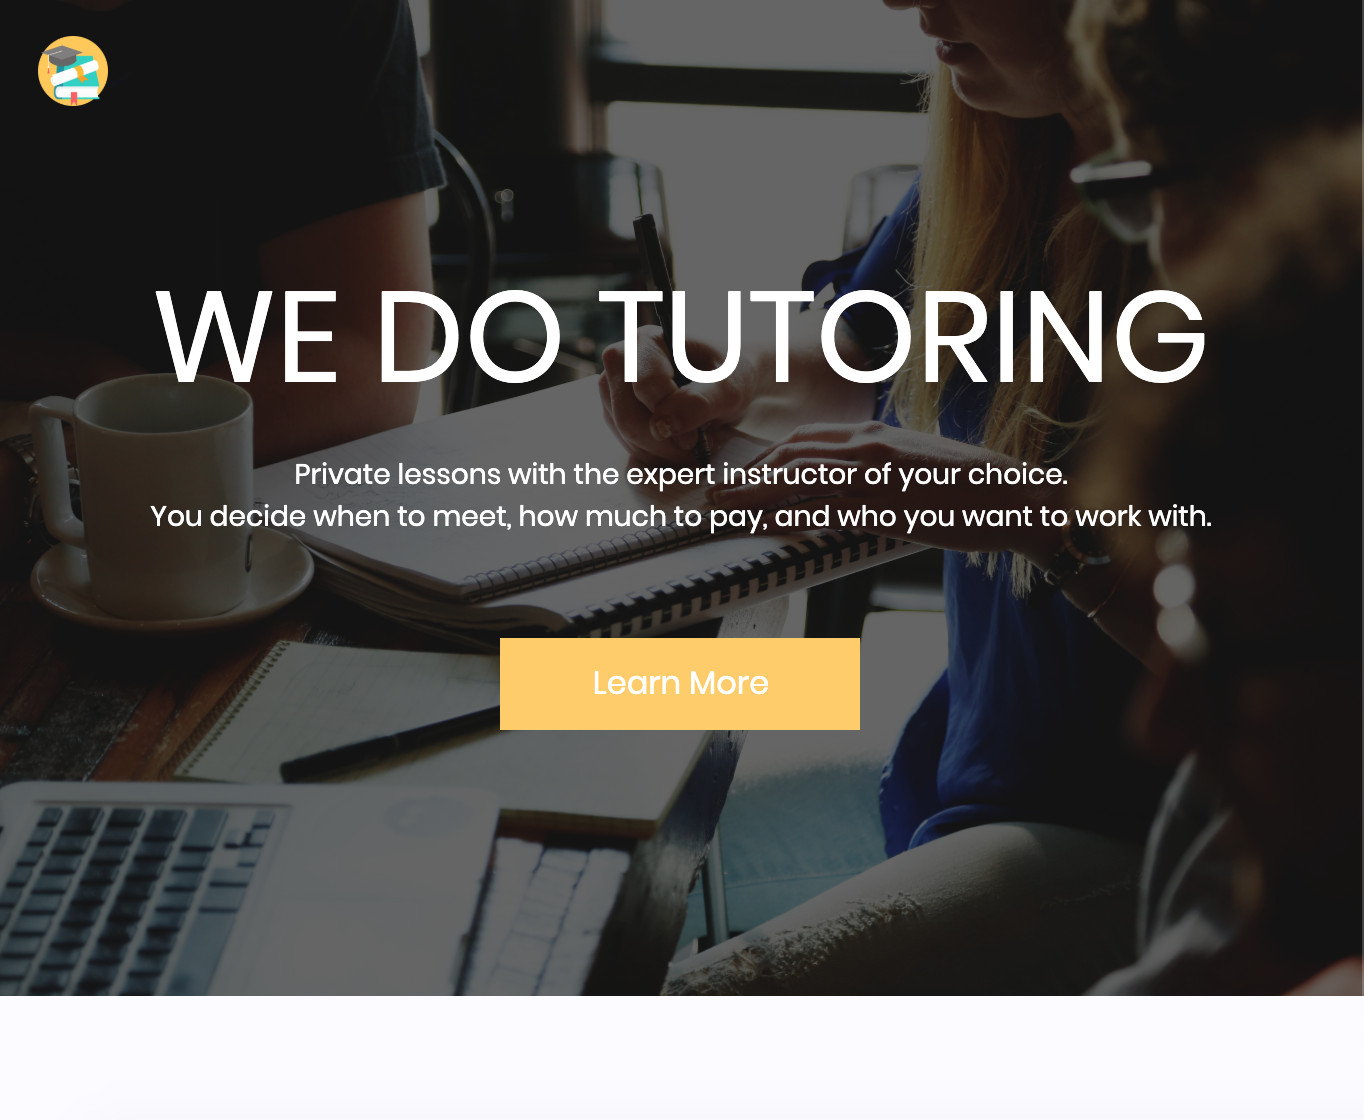 WE DO TUTORING
Private lessons with the expert instructor of your choice.
You decide when to meet, how much to pay, and who you want to work with.
Learn More